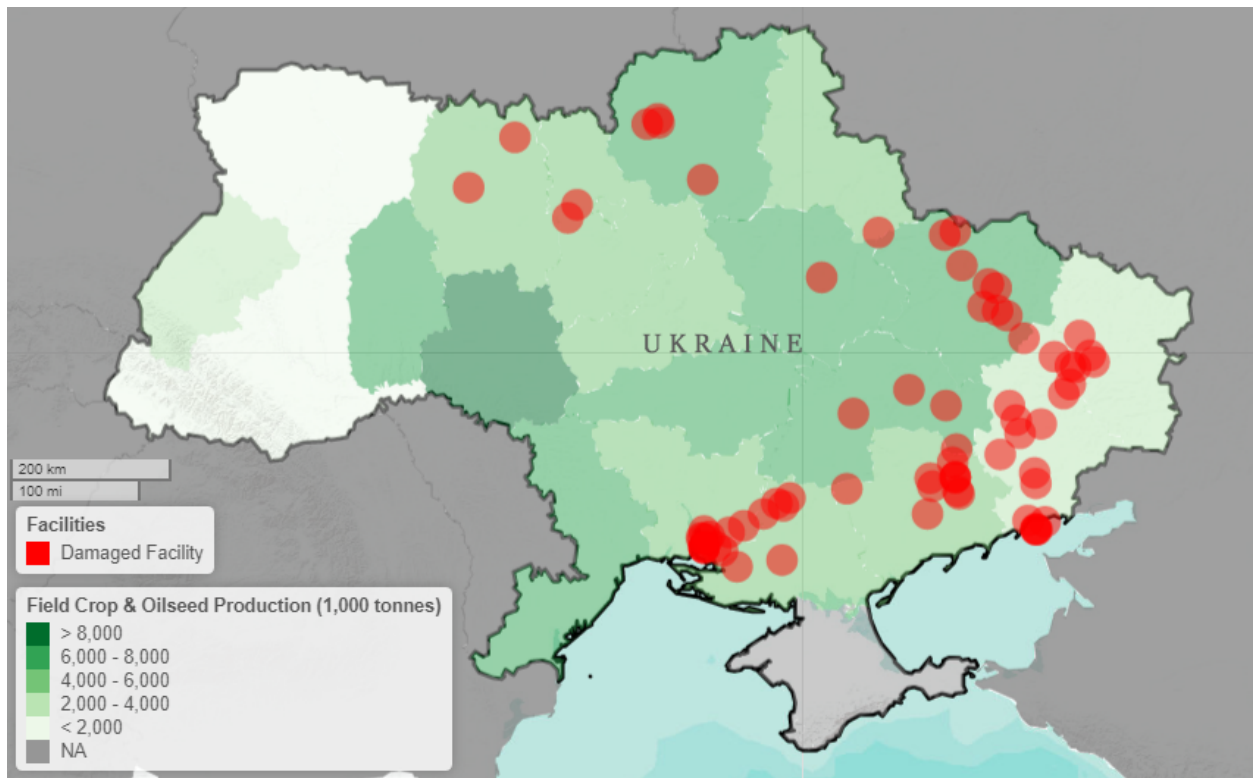 UKRAINE
200 km
100 mi
Facilities
Damaged Facility
Field Crop & Oilseed Production (1,000 tonnes)
> 8,000
6,000 - 8,000
4,000 - 6,000
2,000 - 4,000
< 2,000
NA